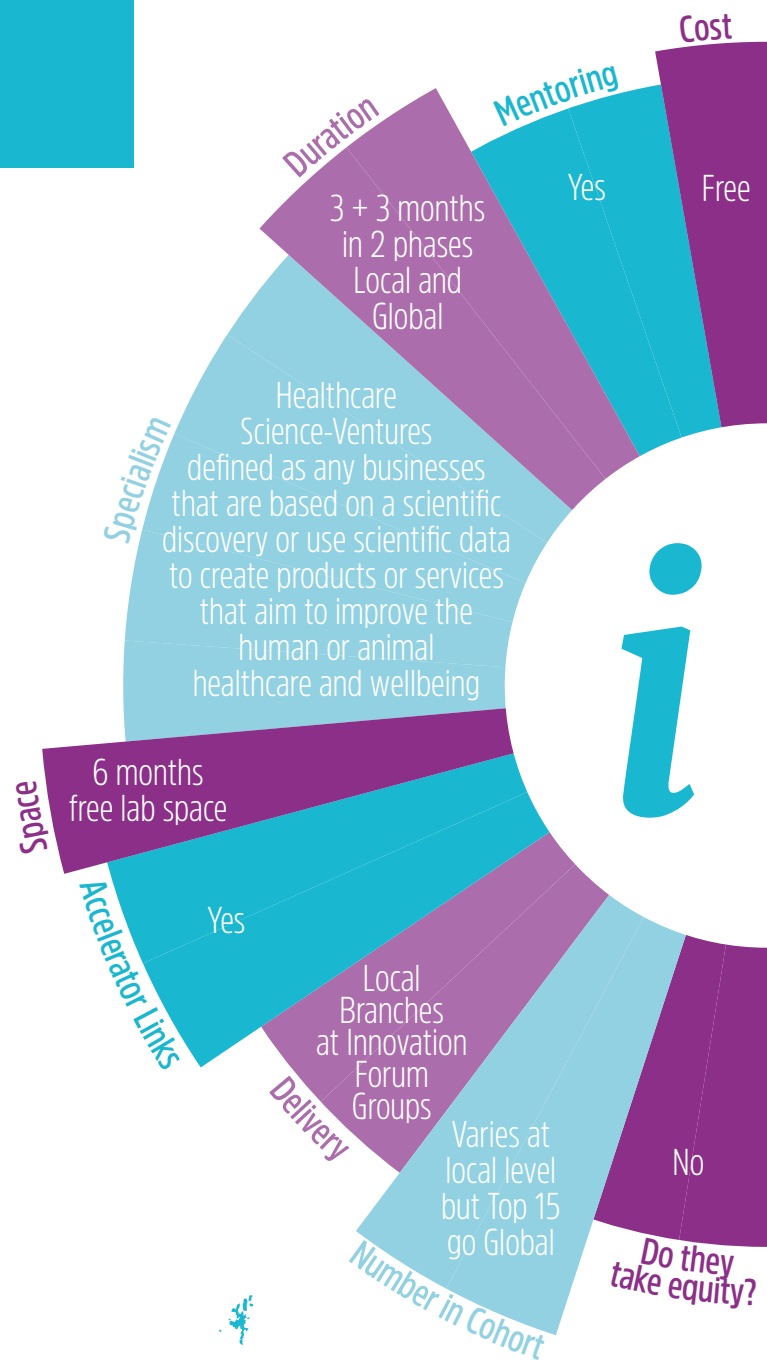 Cost
Free
Mentoring
Yes
Duration
3 + 3 months
in 2 phases
Local and
Global
Specialism
Healthcare
Science-Ventures
defined as any businesses
that are based on a scientific
discovery or use scientific data
to create products or services
that aim to improve the
human or animal
healthcare and wellbeing
Space
6 months
free lab space
Accelerator Links
Yes
Delivery
Local
Branches
at Innovation
Forum
Groups
Number in Cohort
Varies at
local level
but Top 15
go Global
Do they
take equity?
No
i